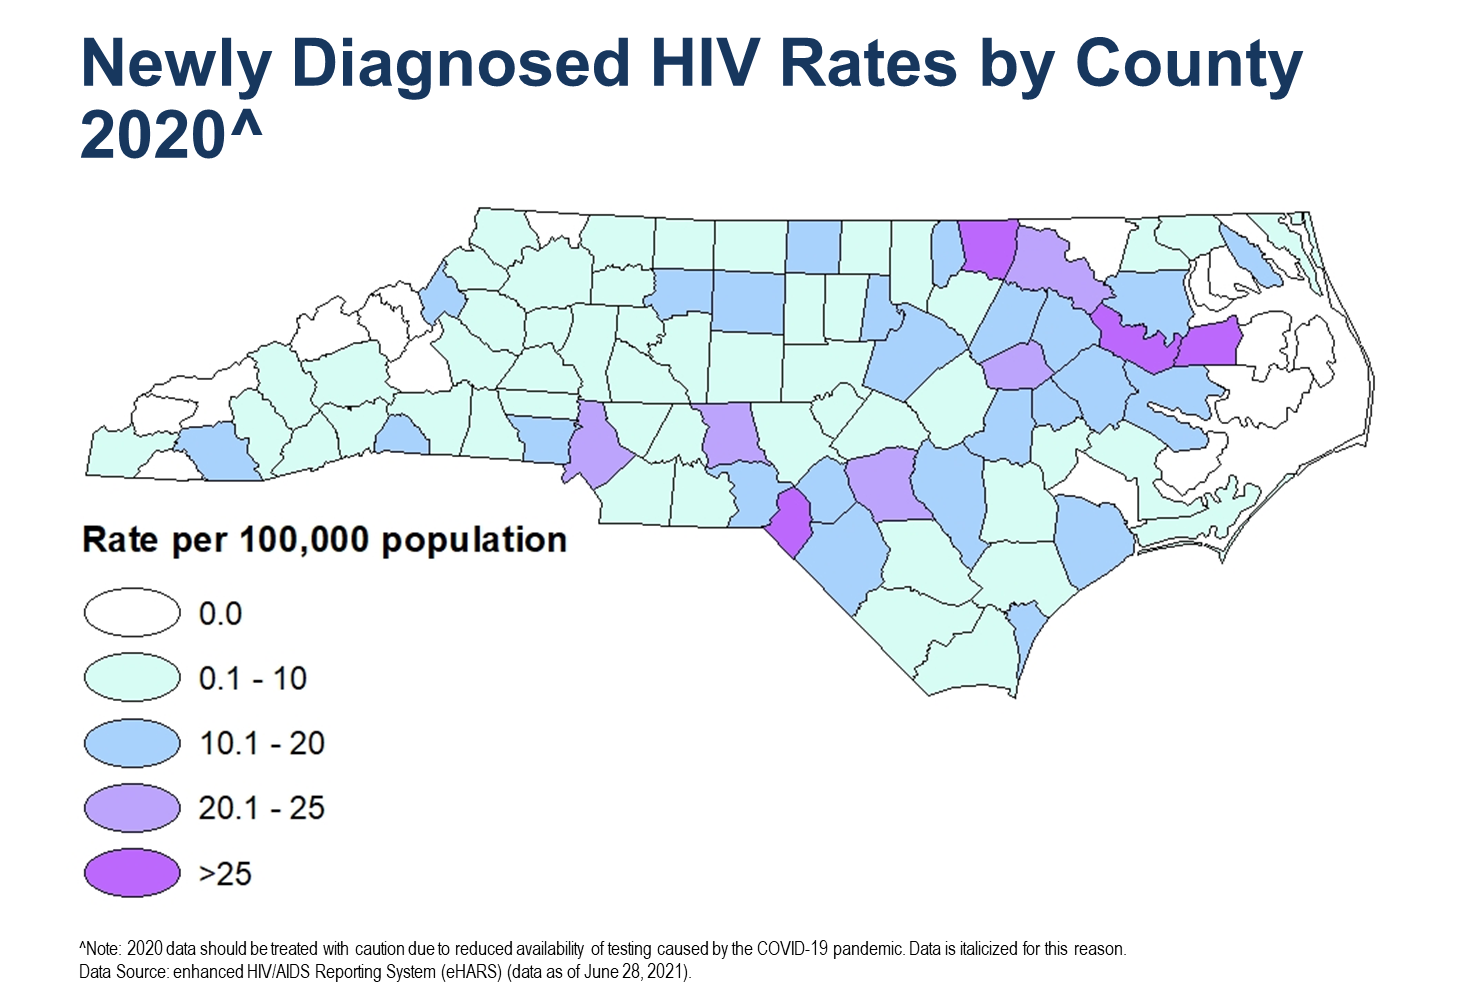 Newly Diagnosed HIV Rates by County
2020^
Rate per 100,000 population
0.0
0.1 - 10
10.1 - 20
20.1 - 25
>25
^Note: 2020 data should be treated with caution due to reduced availability of testing caused by the COVID-19 pandemic. Data is italicized for this reason.
Data Source: enhanced HIV/AIDS Reporting System (eHARS) (data as of June 28, 2021).